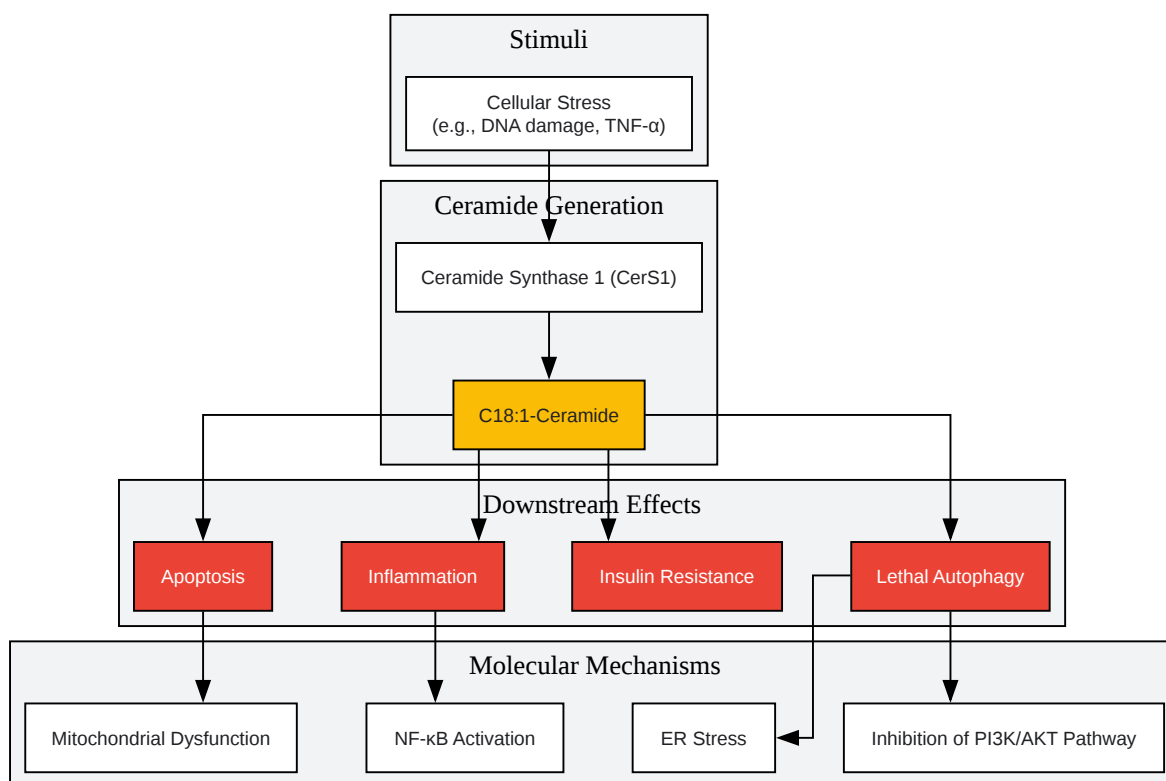 Stimuli
Cellular Stress
(e.g., DNA damage, TNF-α)
Ceramide Generation
Ceramide Synthase 1 (CerS1)
C18:1-Ceramide
Downstream Effects
Apoptosis
Inflammation
Insulin Resistance
Lethal Autophagy
Molecular Mechanisms
Mitochondrial Dysfunction
NF-κB Activation
ER Stress
Inhibition of PI3K/AKT Pathway